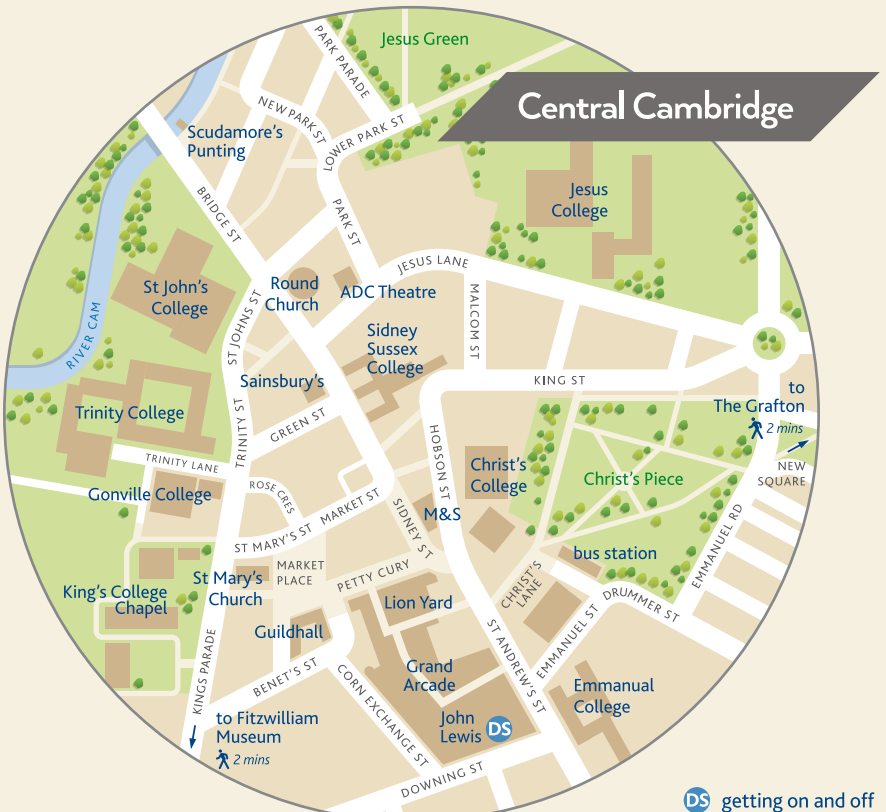 Jesus Green
PARK PARADE
Central Cambridge
NEW PARK ST
Scudamore's
Punting
LOWER PARK ST
BRIDGE ST
PARK ST
Jesus
College
JESUS LANE
St John's
College
Round
Church
ADC Theatre
MALCOM ST
ST JOHNS ST
RIVER CAM
Sidney
Sussex
College
Sainsbury's
KING ST
to
The Grafton
2 mins
Trinity College
TRINITY ST
GREEN ST
HOBSON ST
TRINITY LANE
Christ's
College
Christ's Piece
NEW
SQUARE
Gonville College
ROSE CRES
MARKET ST
SIDNEY ST
M&S
EMMANUEL RD
ST MARY'S ST
bus station
MARKET
PLACE
PETTY CURY
St Mary's
Church
King's College
Chapel
Lion Yard
CHRIST'S
LANE
DRUMMER ST
Guildhall
ST ANDREW'S ST
EMMANUEL ST
KINGS PARADE
BENET'S ST
CORN EXCHANGE ST
Grand
Arcade
Emmanual
College
to Fitzwilliam
Museum
2 mins
John
Lewis
DS
DOWNING ST
DS getting on and off